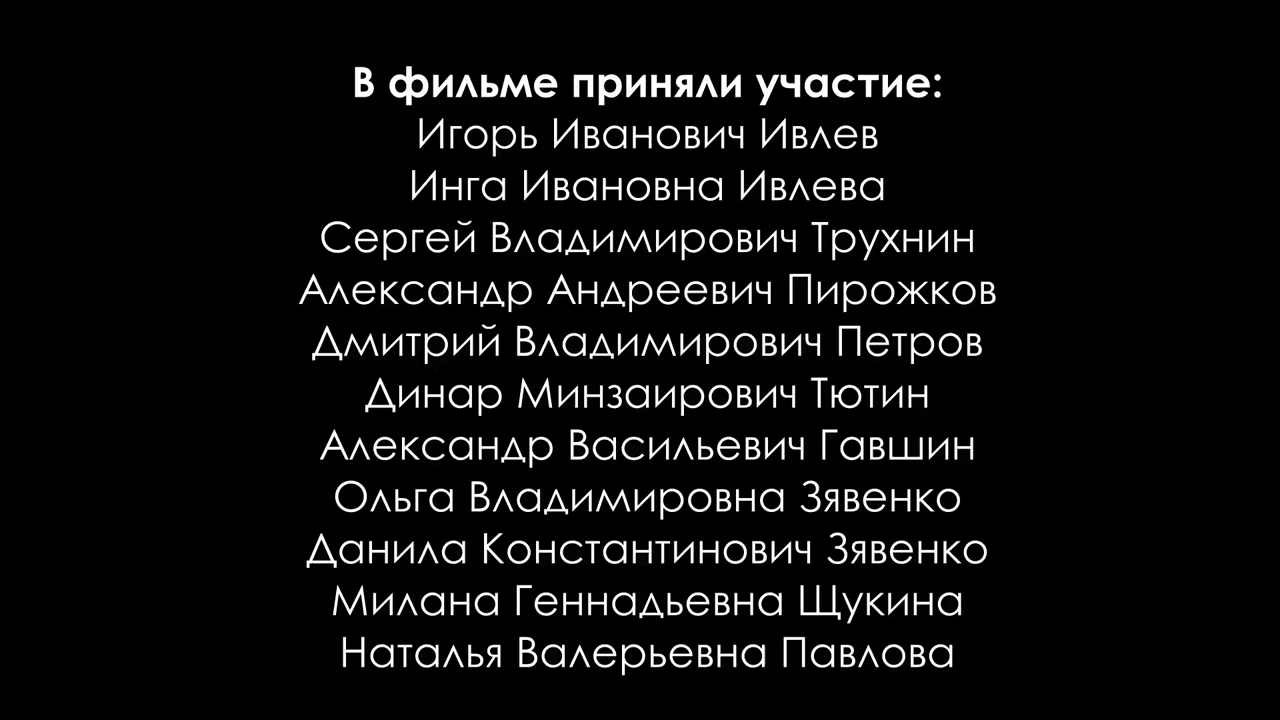 В фильме приняли участие:
Игорь Иванович Ивлев
Инга Ивановна Ивлева
Сергей Владимирович Трухнин
Александр Андреевич Пирожков
Дмитрий Владимирович Петров
Динар Минзаирович Тютин
Александр Васильевич Гавшин
Ольга Владимировна Зявенко
Данила Константинович Зявенко
Милана Геннадьевна Щукина
Наталья Валерьевна Павлова